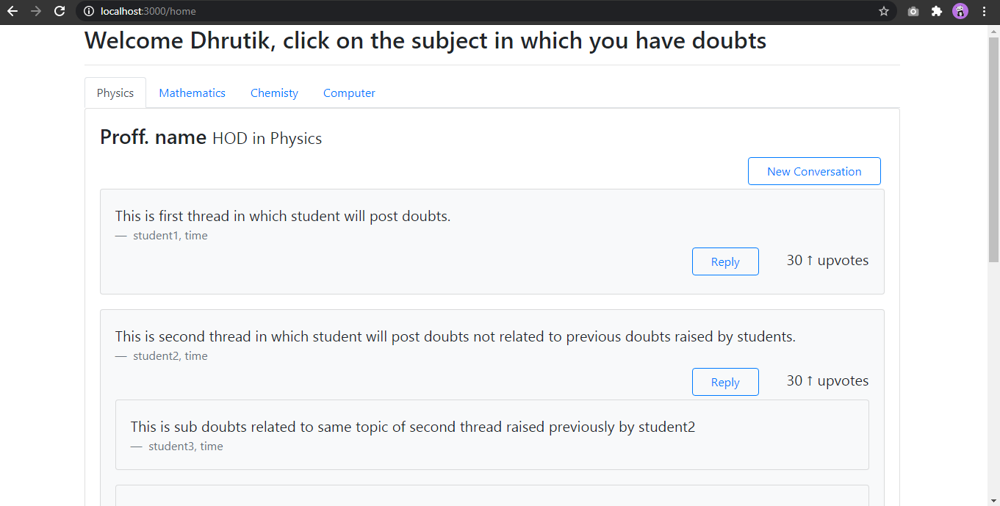 localhost:3000/home
Welcome Dhrutik, click on the subject in which you have doubts
Physics Mathematics Chemisty Computer
Proff. name HOD in Physics
New Conversation
This is first thread in which student will post doubts.
— student1, time
Reply 30 ↑ upvotes
This is second thread in which student will post doubts not related to previous doubts raised by students.
— student2, time
Reply 30 ↑ upvotes
This is sub doubts related to same topic of second thread raised previously by student2
— student3, time